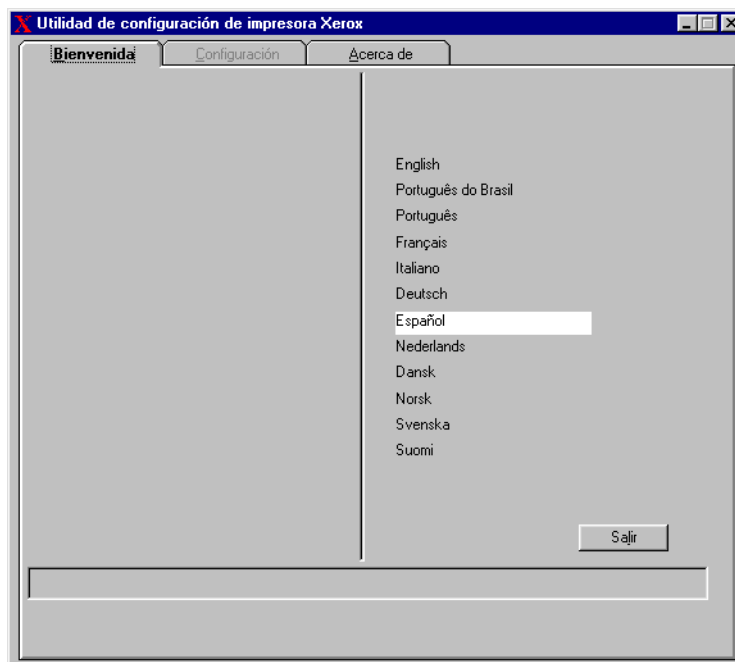 Utilidad de configuración de impresora Xerox
Bienvenida
Configuración
Acerca de
English
Português do Brasil
Português
Français
Italiano
Deutsch
Español
Nederlands
Dansk
Norsk
Svenska
Suomi
Salir